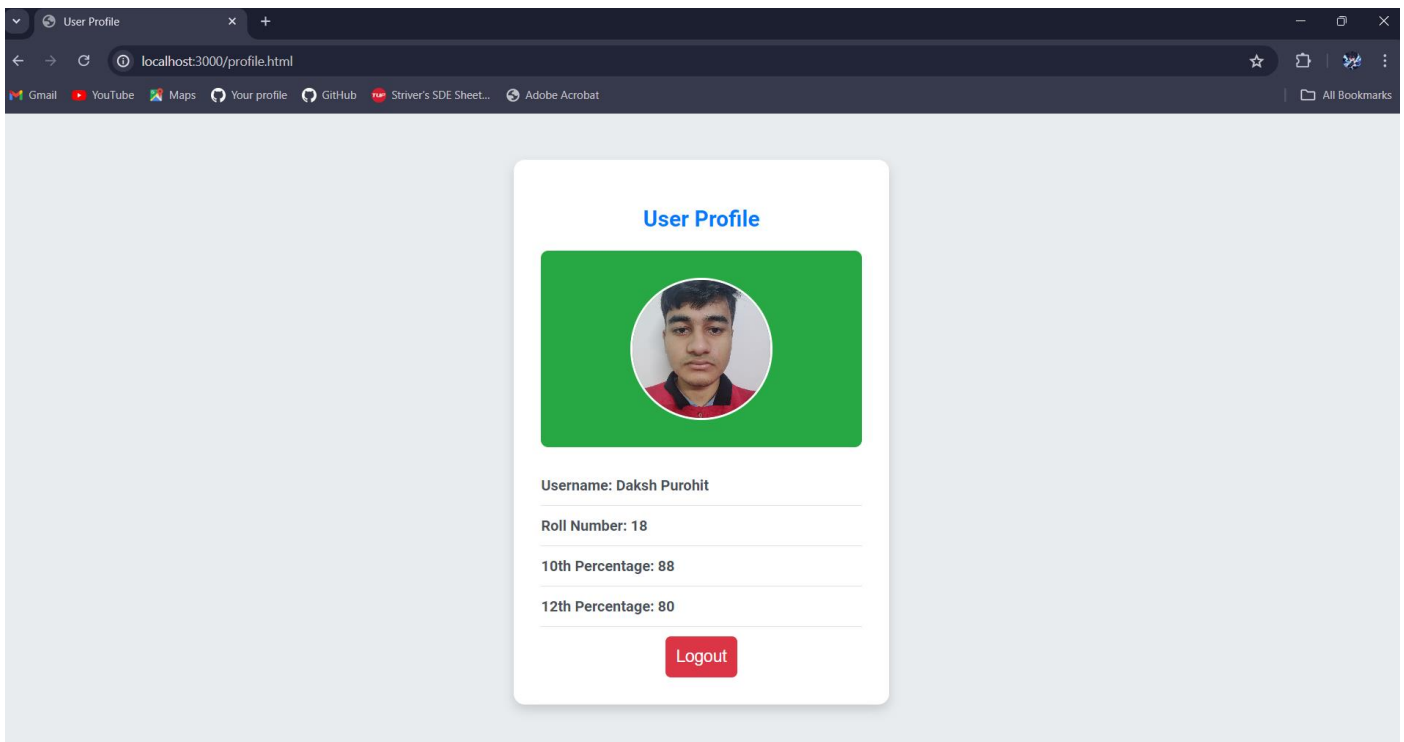 User Profile
localhost:3000/profile.html
Gmail YouTube Maps Your profile GitHub TUF Striver's SDE Sheet... Adobe Acrobat All Bookmarks
User Profile
Username: Daksh Purohit
Roll Number: 18
10th Percentage: 88
12th Percentage: 80
Logout